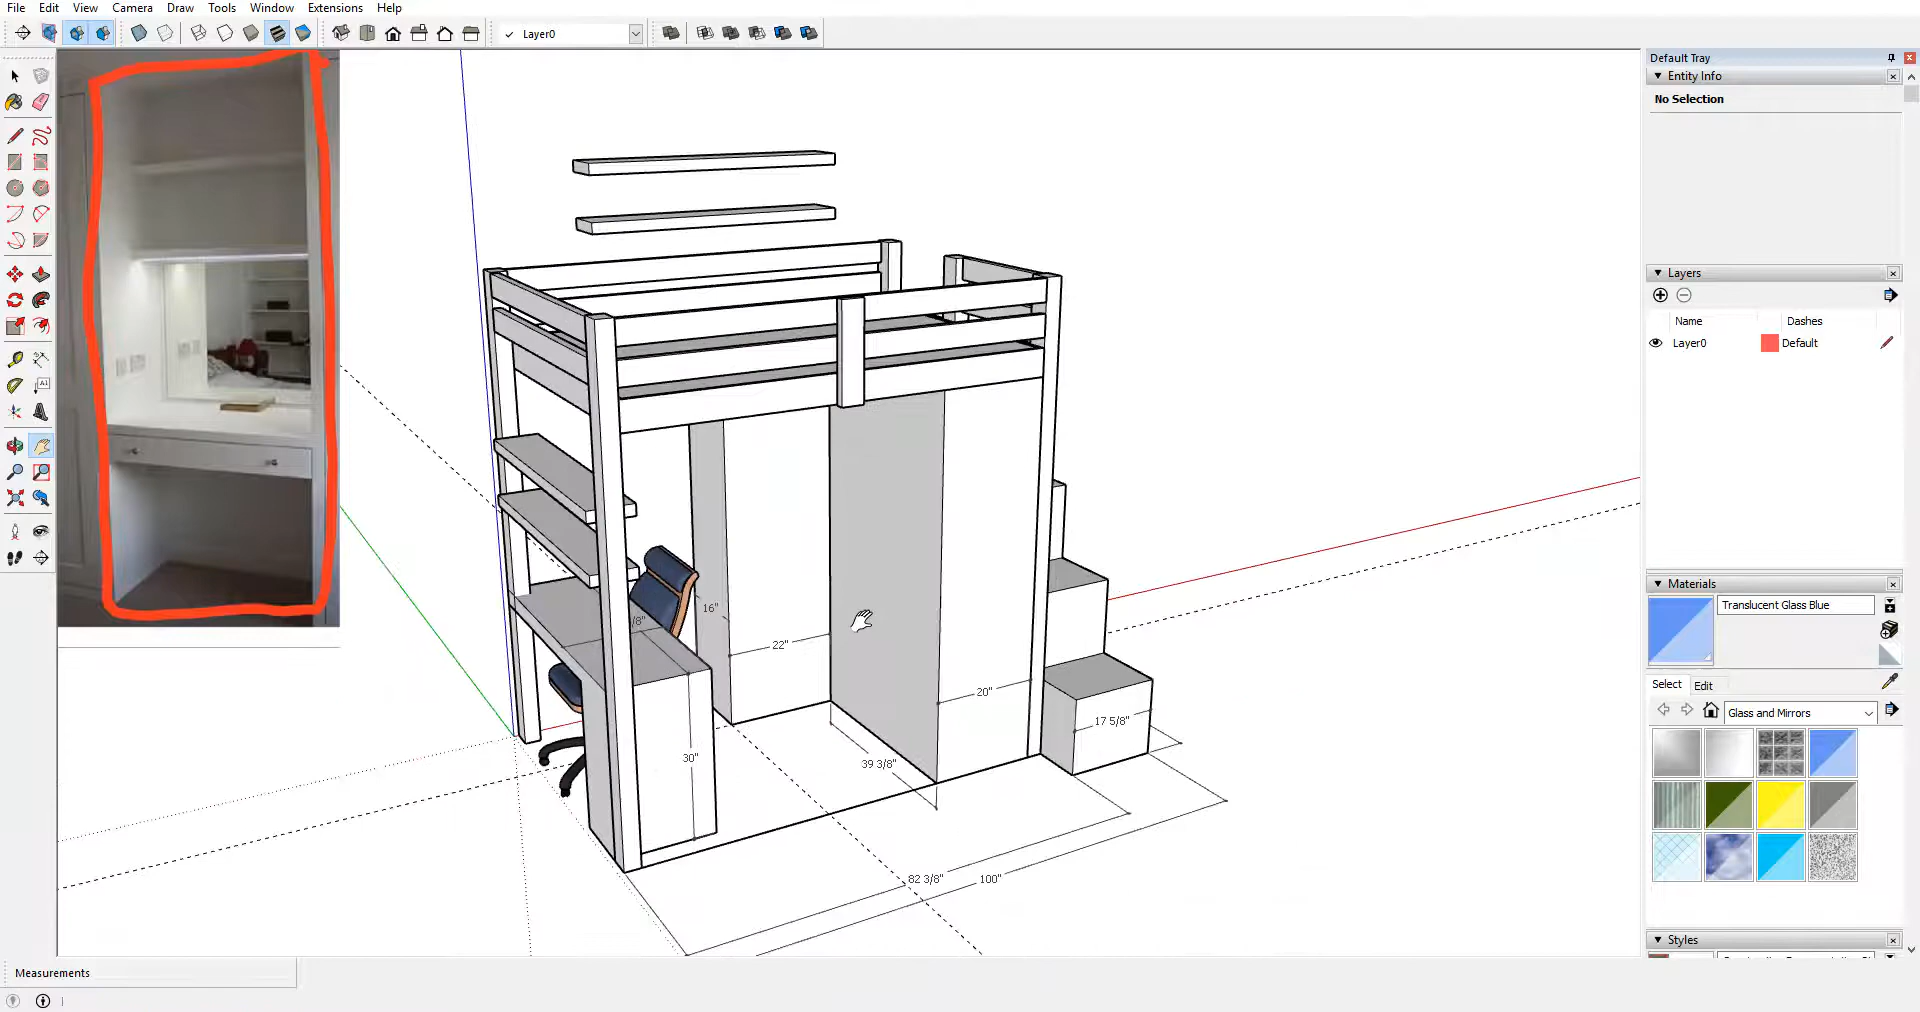 File Edit View Camera Draw Tools Window Extensions Help
✓ Layer0
Default Tray
Entity Info
No Selection
Layers
Name Dashes
Layer0 Default
Materials
Translucent Glass Blue
Select Edit
Glass and Mirrors
Styles
16"
/8"
22"
20"
17 5/8"
30"
39 3/8"
82 3/8"
100"
Measurements